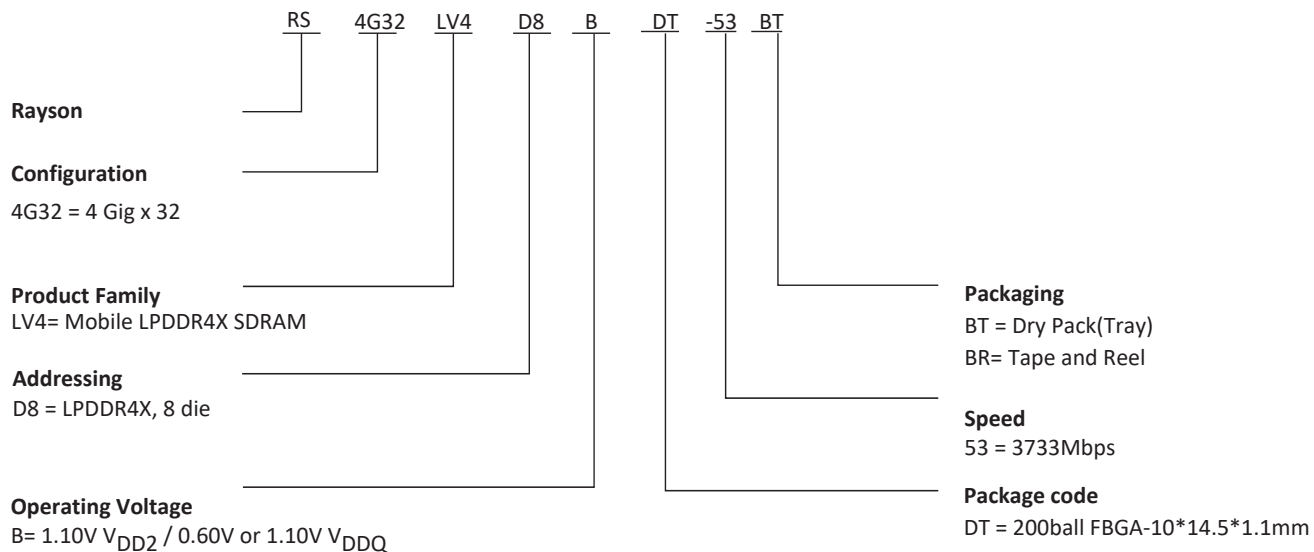 RS 4G32 LV4 D8 B DT -53 BT
Rayson
Configuration
4G32 = 4 Gig x 32
Product Family
LV4= Mobile LPDDR4X SDRAM
Addressing
D8 = LPDDR4X, 8 die
Operating Voltage
B= 1.10V VDD2 / 0.60V or 1.10V VDDQ
Packaging
BT = Dry Pack(Tray)
BR= Tape and Reel
Speed
53 = 3733Mbps
Package code
DT = 200ball FBGA-10*14.5*1.1mm